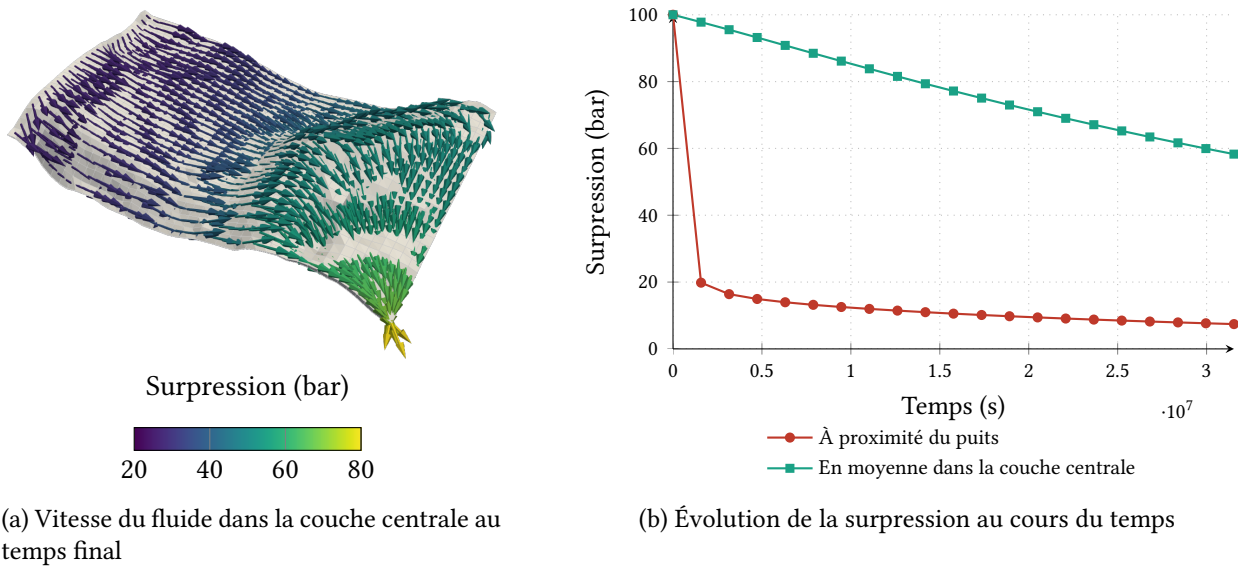 Surpression (bar)
20 40 60 80
(a) Vitesse du fluide dans la couche centrale au
temps final
100
80
60
40
20
0
Surpression (bar)
0 0.5 1 1.5 2 2.5 3
Temps (s)
·10⁷
À proximité du puits
En moyenne dans la couche centrale
(b) Évolution de la surpression au cours du temps